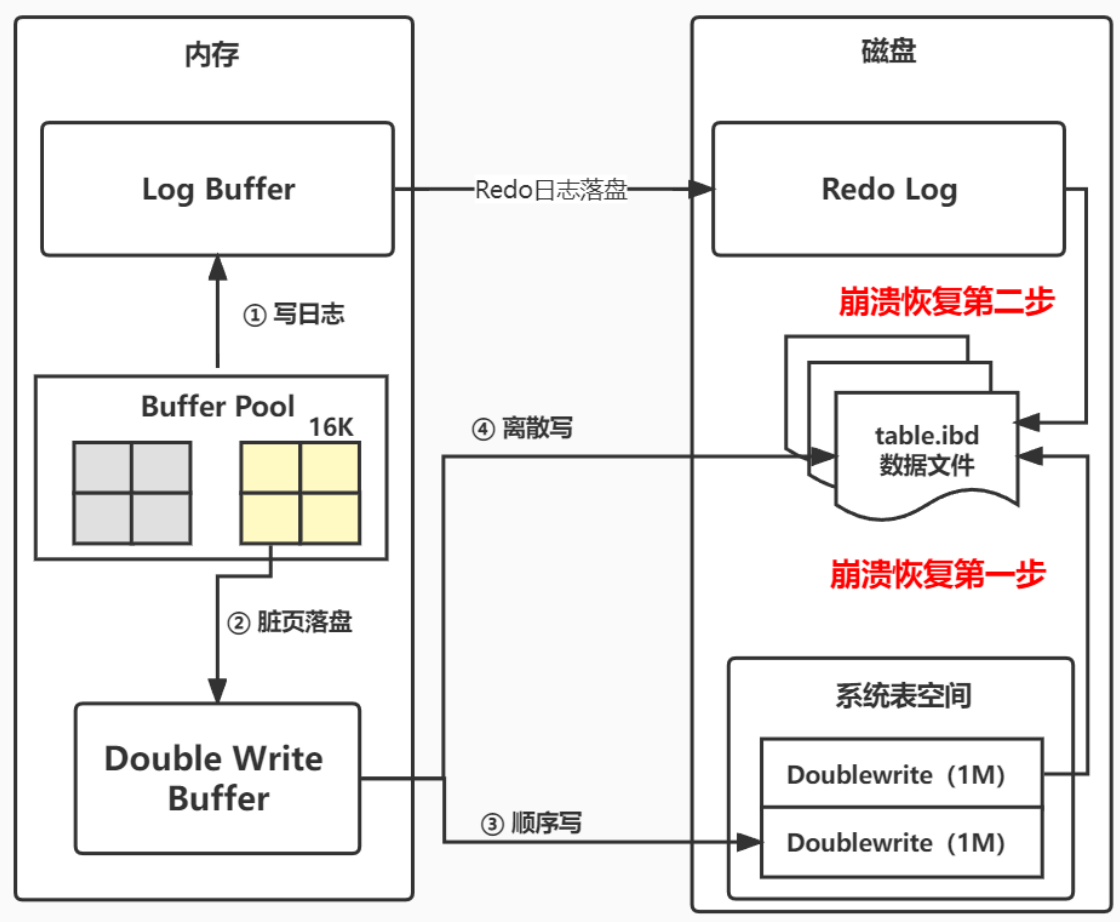 内存
磁盘
Log Buffer
Redo日志落盘
Redo Log
① 写日志
崩溃恢复第二步
Buffer Pool
16K
④ 离散写
table.ibd
数据文件
崩溃恢复第一步
② 脏页落盘
系统表空间
Double Write
Buffer
Doublewrite（1M）
③ 顺序写
Doublewrite（1M）